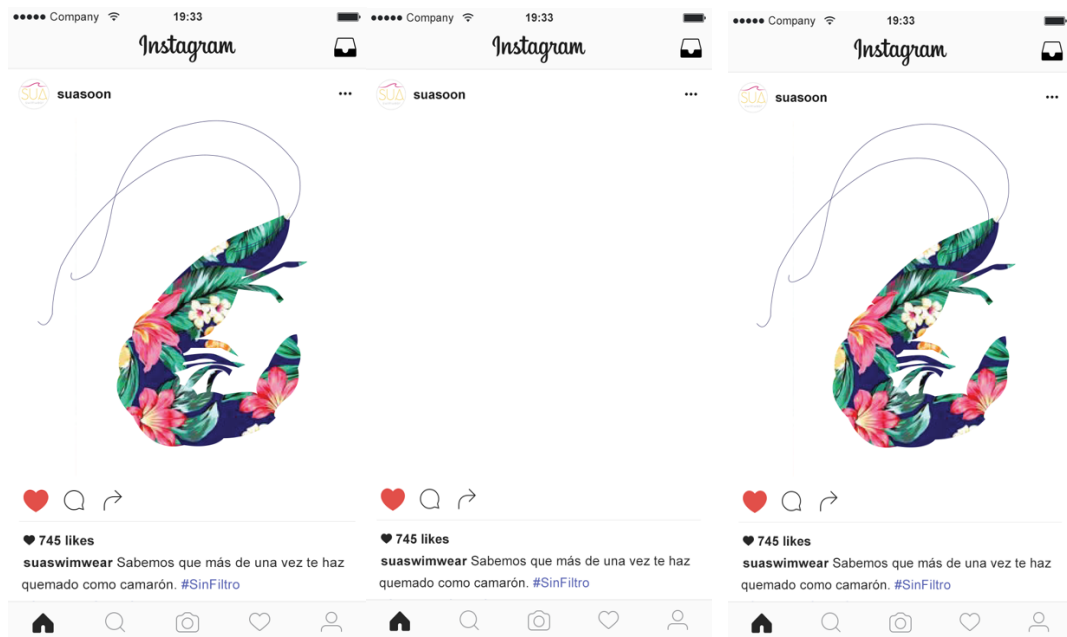 Company 19:33
Instagram
SUA suasoon
745 likes
suaswimwear Sabemos que más de una vez te haz
quemado como camarón. #SinFiltro
Company 19:33
Instagram
SUA suasoon
745 likes
suaswimwear Sabemos que más de una vez te haz
quemado como camarón. #SinFiltro
Company 19:33
Instagram
SUA suasoon
745 likes
suaswimwear Sabemos que más de una vez te haz
quemado como camarón. #SinFiltro